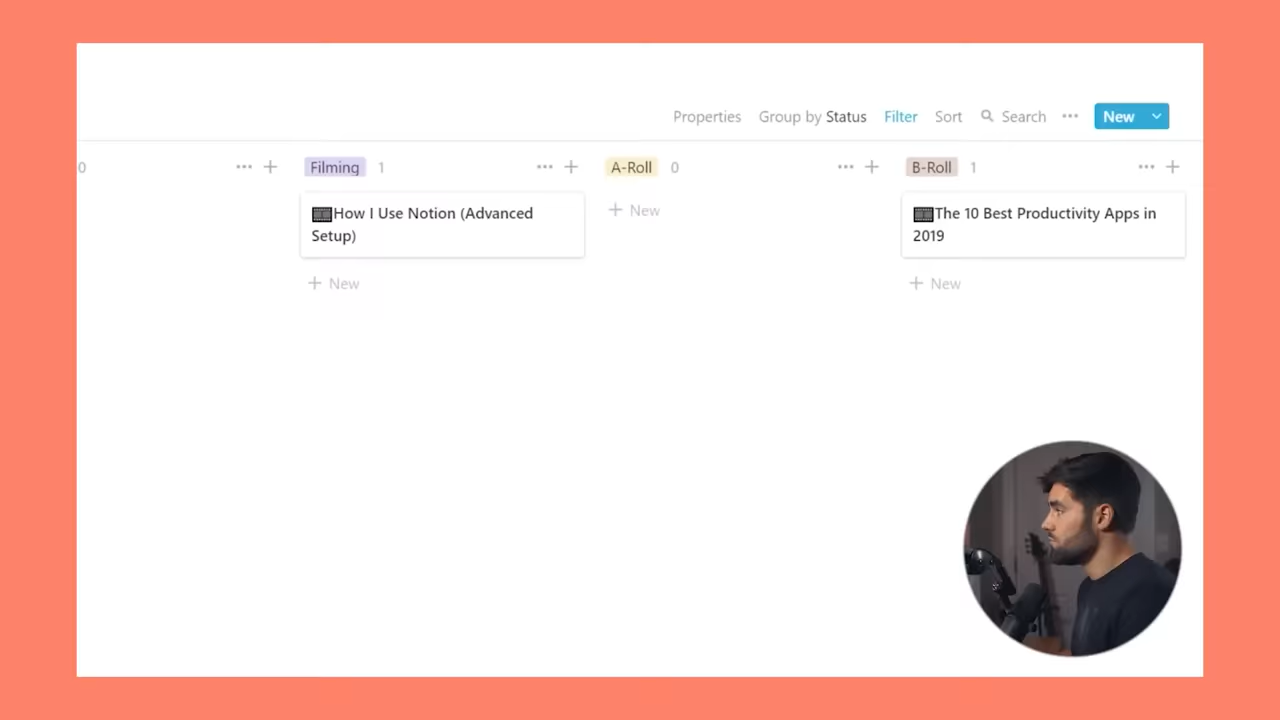 Properties Group by Status Filter Sort Search New
0 Filming 1 A-Roll 0 B-Roll 1
How I Use Notion (Advanced
Setup)
New
New
The 10 Best Productivity Apps in
2019
New